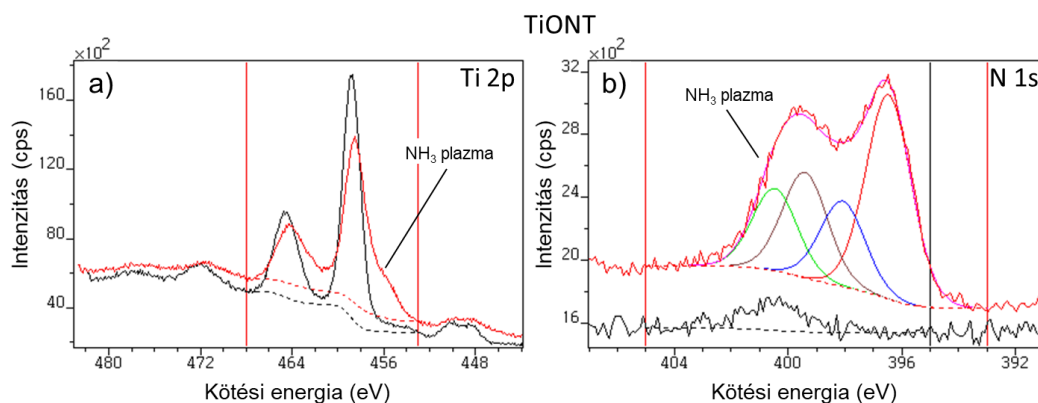 TiONT
×10²
a)
Ti 2p
160
120
80
40
NH₃ plazma
480
472
464
456
448
Intenzitás (cps)
Kötési energia (eV)
×10²
b)
N 1s
32
28
24
20
16
NH₃ plazma
404
400
396
392
Intenzitás (cps)
Kötési energia (eV)